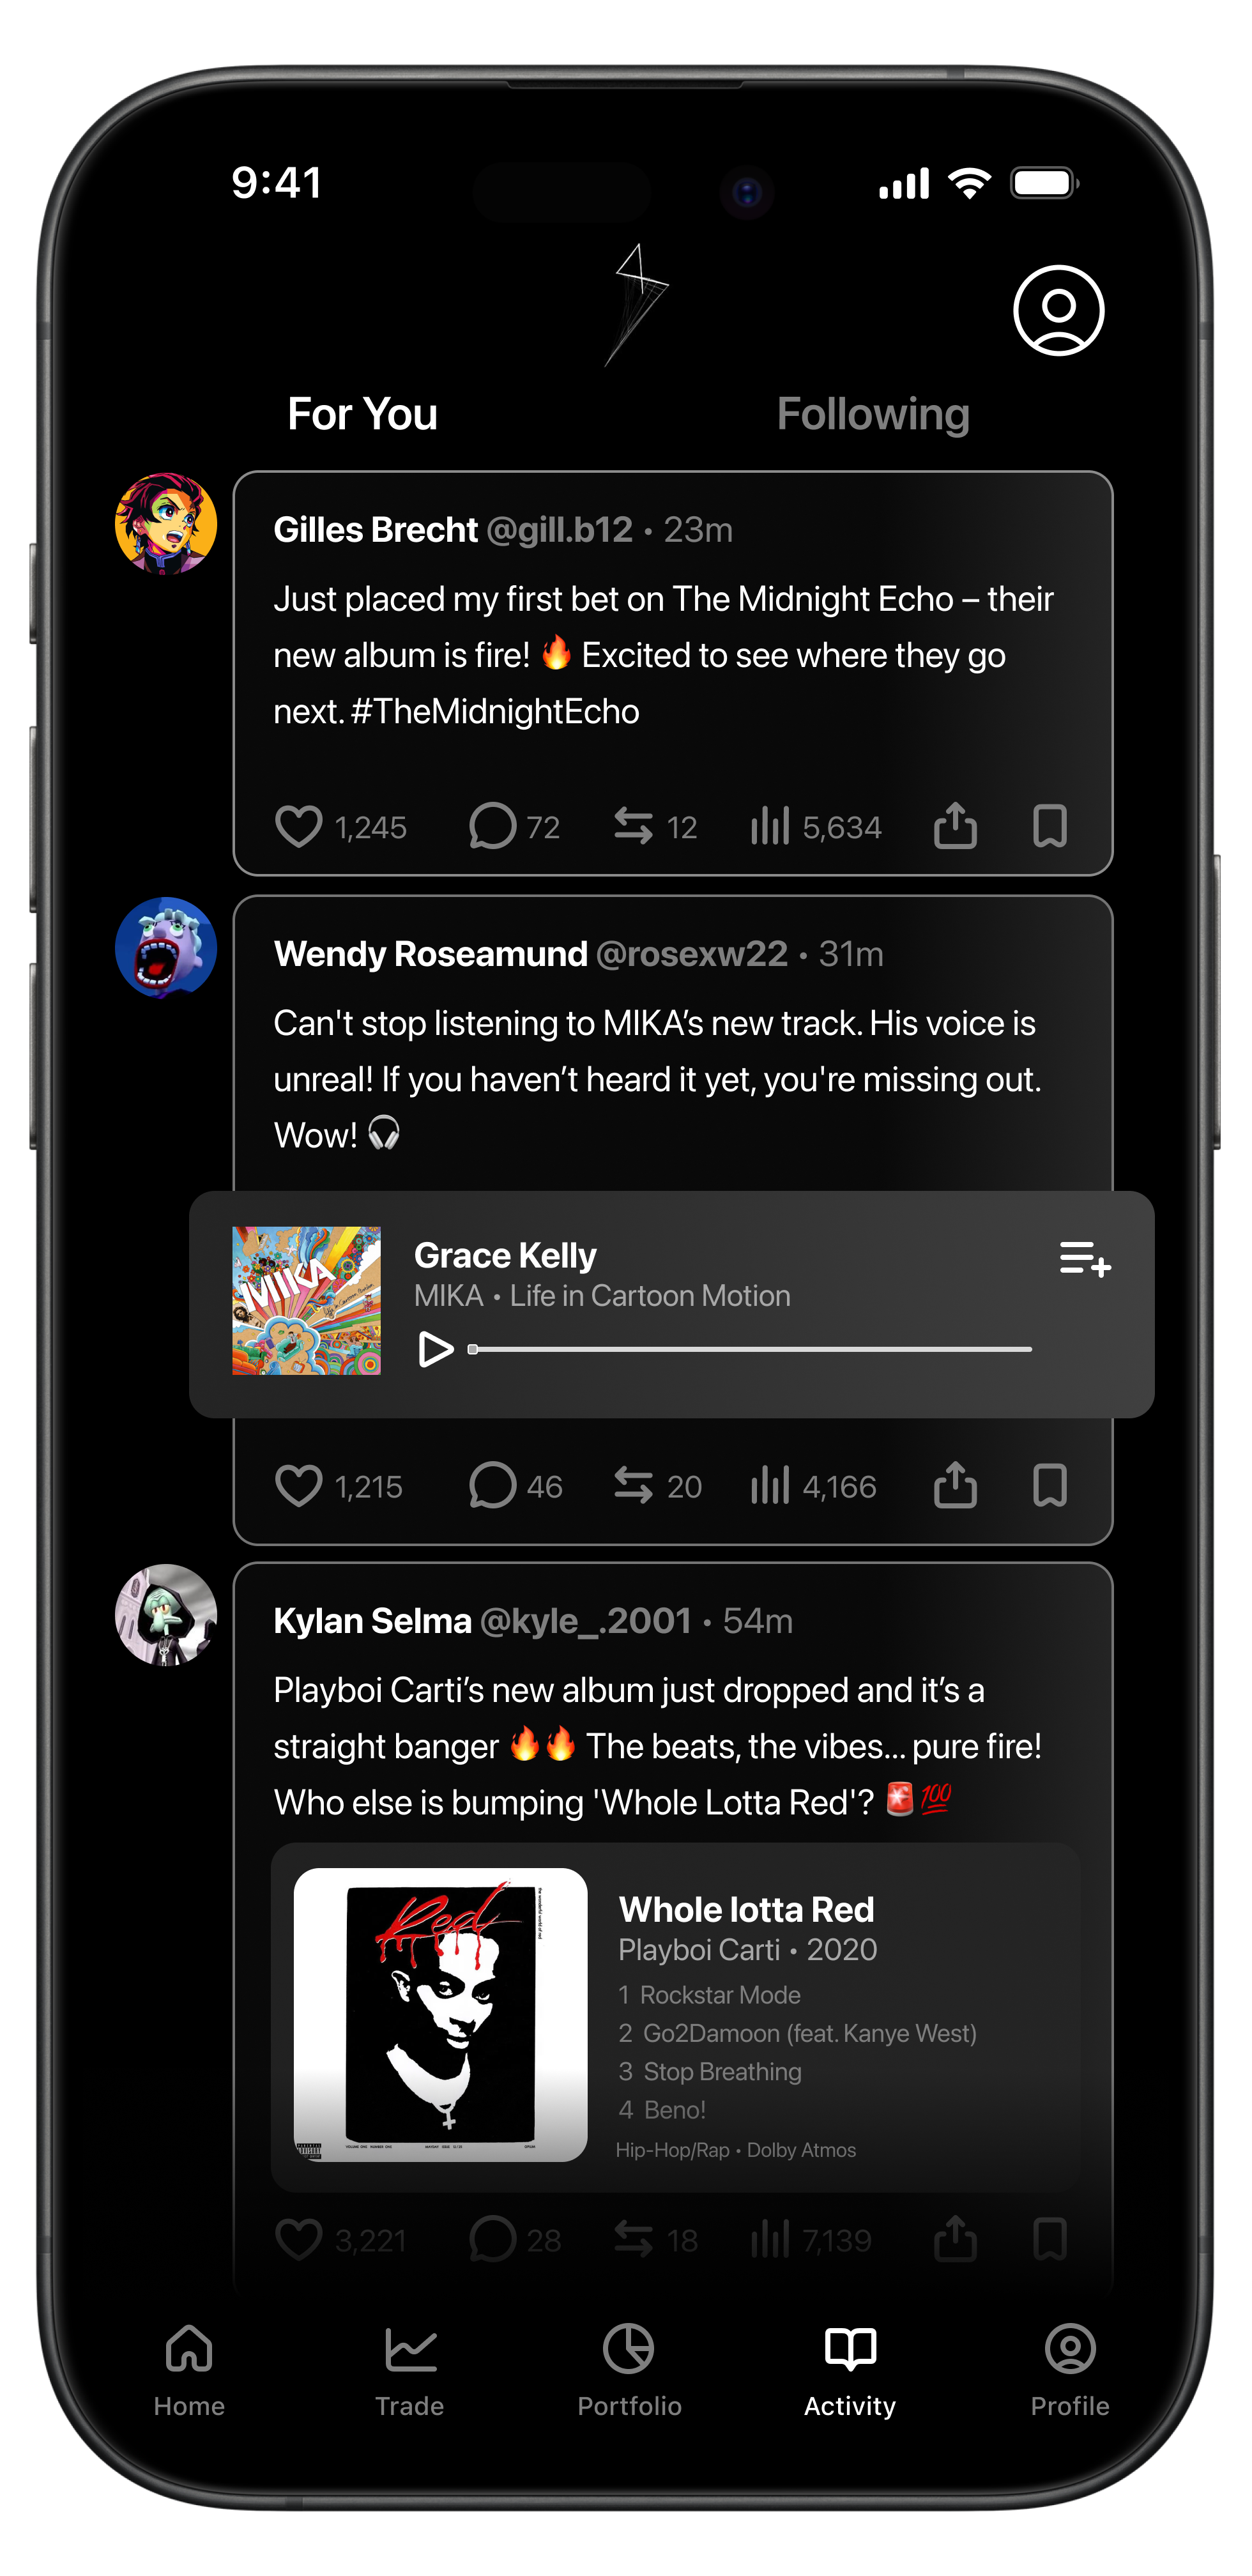 9:41
For You
Following
Gilles Brecht @gill.b12 • 23m
Just placed my first bet on The Midnight Echo – their
new album is fire! 🔥 Excited to see where they go
next. #TheMidnightEcho
1,245 72 12 5,634
Wendy Roseamund @rosexw22 • 31m
Can't stop listening to MIKA’s new track. His voice is
unreal! If you haven’t heard it yet, you're missing out.
Wow! 🎧
MIKA
Life in Cartoon Motion
Grace Kelly
MIKA • Life in Cartoon Motion
1,215 46 20 4,166
Kylan Selma @kyle_.2001 • 54m
Playboi Carti’s new album just dropped and it’s a
straight banger 🔥🔥 The beats, the vibes... pure fire!
Who else is bumping 'Whole Lotta Red'? 🚨💯
Red
Whole lotta Red
Playboi Carti • 2020
1 Rockstar Mode
2 Go2Damoon (feat. Kanye West)
3 Stop Breathing
4 Beno!
Hip-Hop/Rap • Dolby Atmos
3,221 28 18 7,139
Home
Trade
Portfolio
Activity
Profile